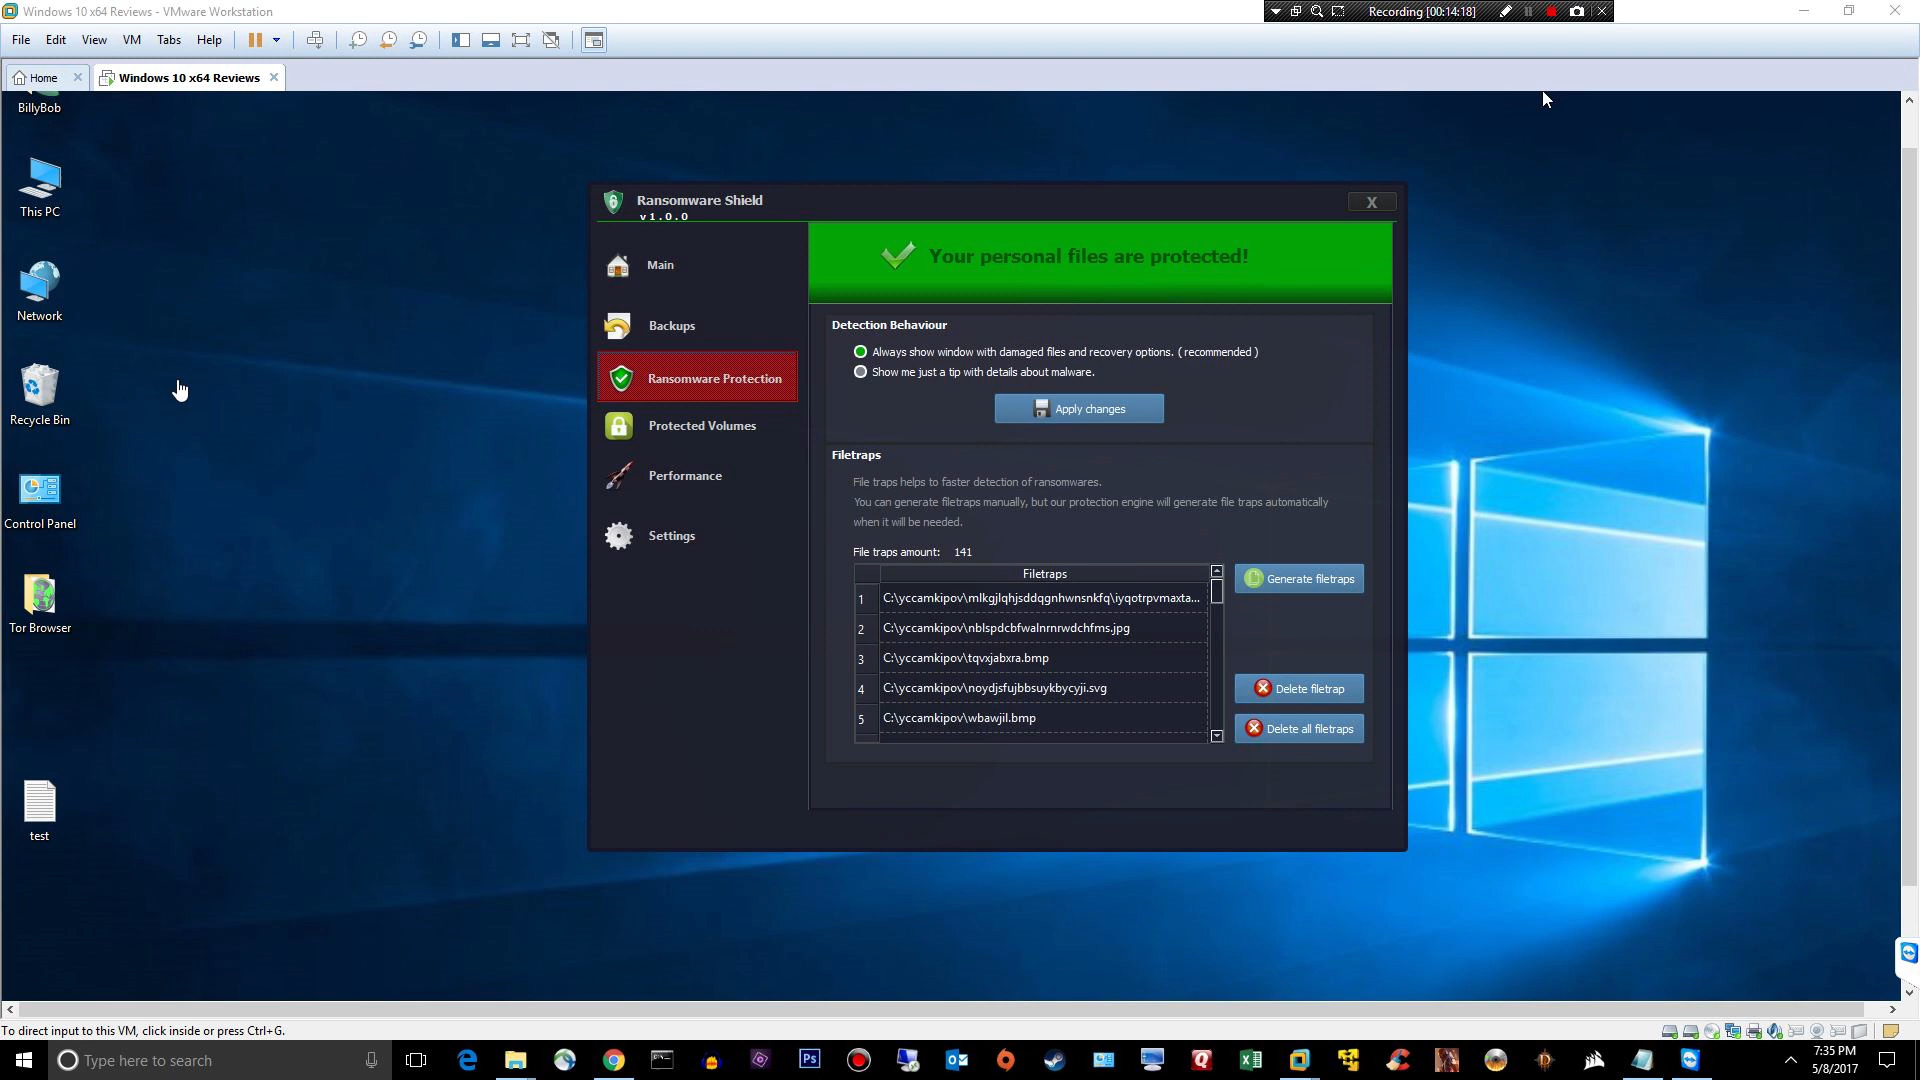 Windows 10 x64 Reviews - VMware Workstation
Recording [00:14:18]
File Edit View VM Tabs Help
Home
Windows 10 x64 Reviews
BillyBob
This PC
Network
Recycle Bin
Control Panel
Tor Browser
test
Ransomware Shield
v1.0.0
X
Main
Backups
Ransomware Protection
Protected Volumes
Performance
Settings
Your personal files are protected!
Detection Behaviour
Always show window with damaged files and recovery options. ( recommended )
Show me just a tip with details about malware.
Apply changes
Filetraps
File traps helps to faster detection of ransomwares.
You can generate filetraps manually, but our protection engine will generate file traps automatically
when it will be needed.
File traps amount: 141
Filetraps
1 C:\yccamkipov\mlkgjlqhjsddqgnhwnsnkfq\iyqotrpvmaxta...
2 C:\yccamkipov\nblspdcbfwalnrnrwdchfms.jpg
3 C:\yccamkipov\tqvxjabxra.bmp
4 C:\yccamkipov\noydjsfujbbsuykbycyji.svg
5 C:\yccamkipov\wbawjil.bmp
Generate filetraps
Delete filetrap
Delete all filetraps
To direct input to this VM, click inside or press Ctrl+G.
Type here to search
Ps
7:35 PM
5/8/2017